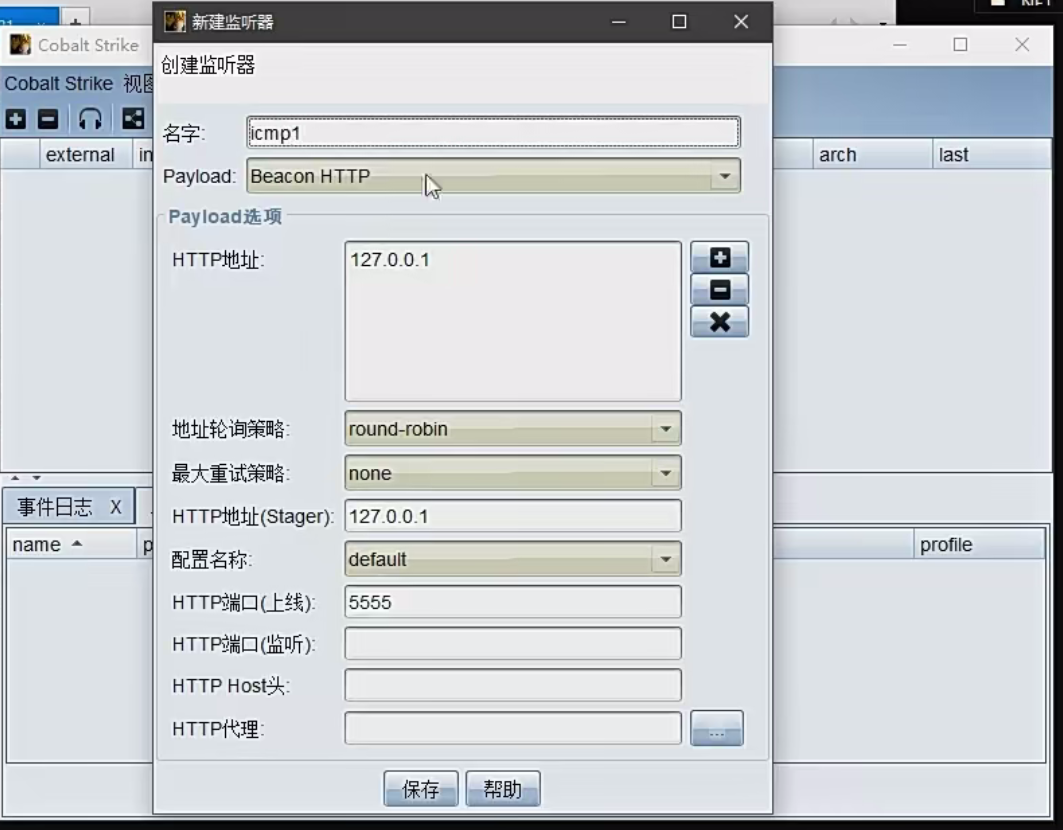 新建监听器
Cobalt Strike
创建监听器
Cobalt Strike 视图
名字: icmp1
external
arch
last
Payload: Beacon HTTP
Payload选项
HTTP地址: 127.0.0.1
地址轮询策略: round-robin
最大重试策略: none
事件日志 X
HTTP地址(Stager): 127.0.0.1
name
profile
配置名称: default
HTTP端口(上线): 5555
HTTP端口(监听):
HTTP Host头:
HTTP代理:
...
保存 帮助